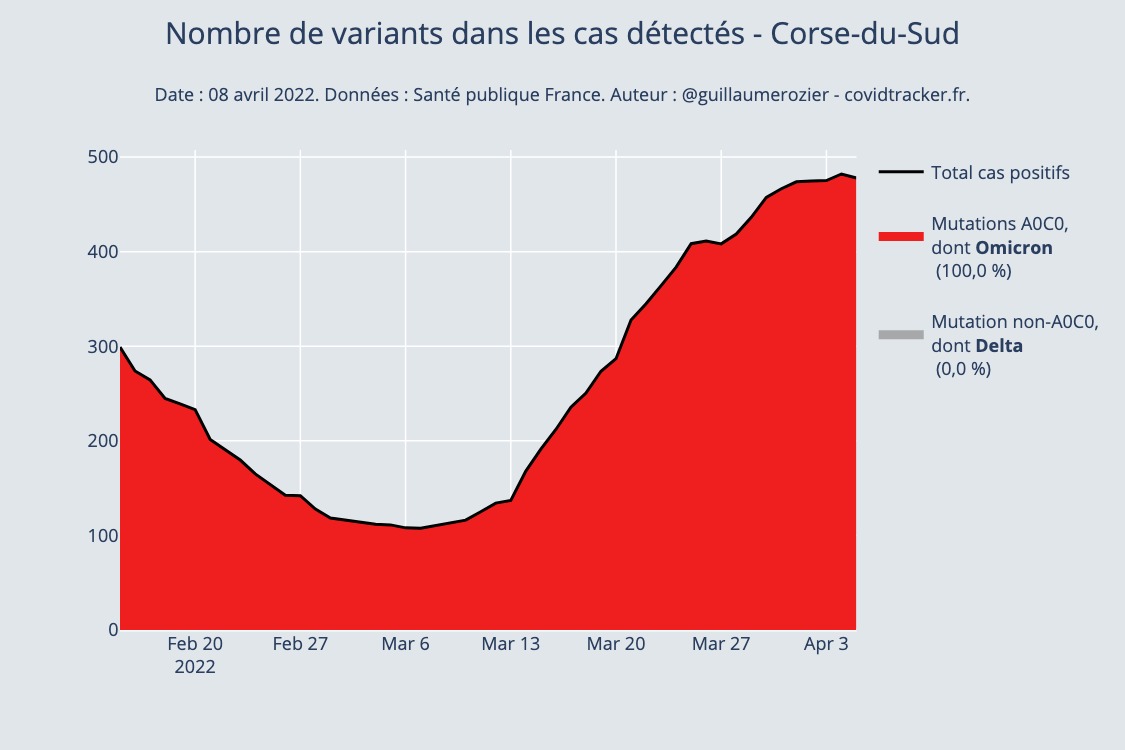 Nombre de variants dans les cas détectés - Corse-du-Sud
Date : 08 avril 2022. Données : Santé publique France. Auteur : @guillaumerozier - covidtracker.fr.
500
400
300
200
100
0
Feb 20
2022
Feb 27
Mar 6
Mar 13
Mar 20
Mar 27
Apr 3
Total cas positifs
Mutations A0C0,
dont Omicron
(100,0 %)
Mutation non-A0C0,
dont Delta
(0,0 %)